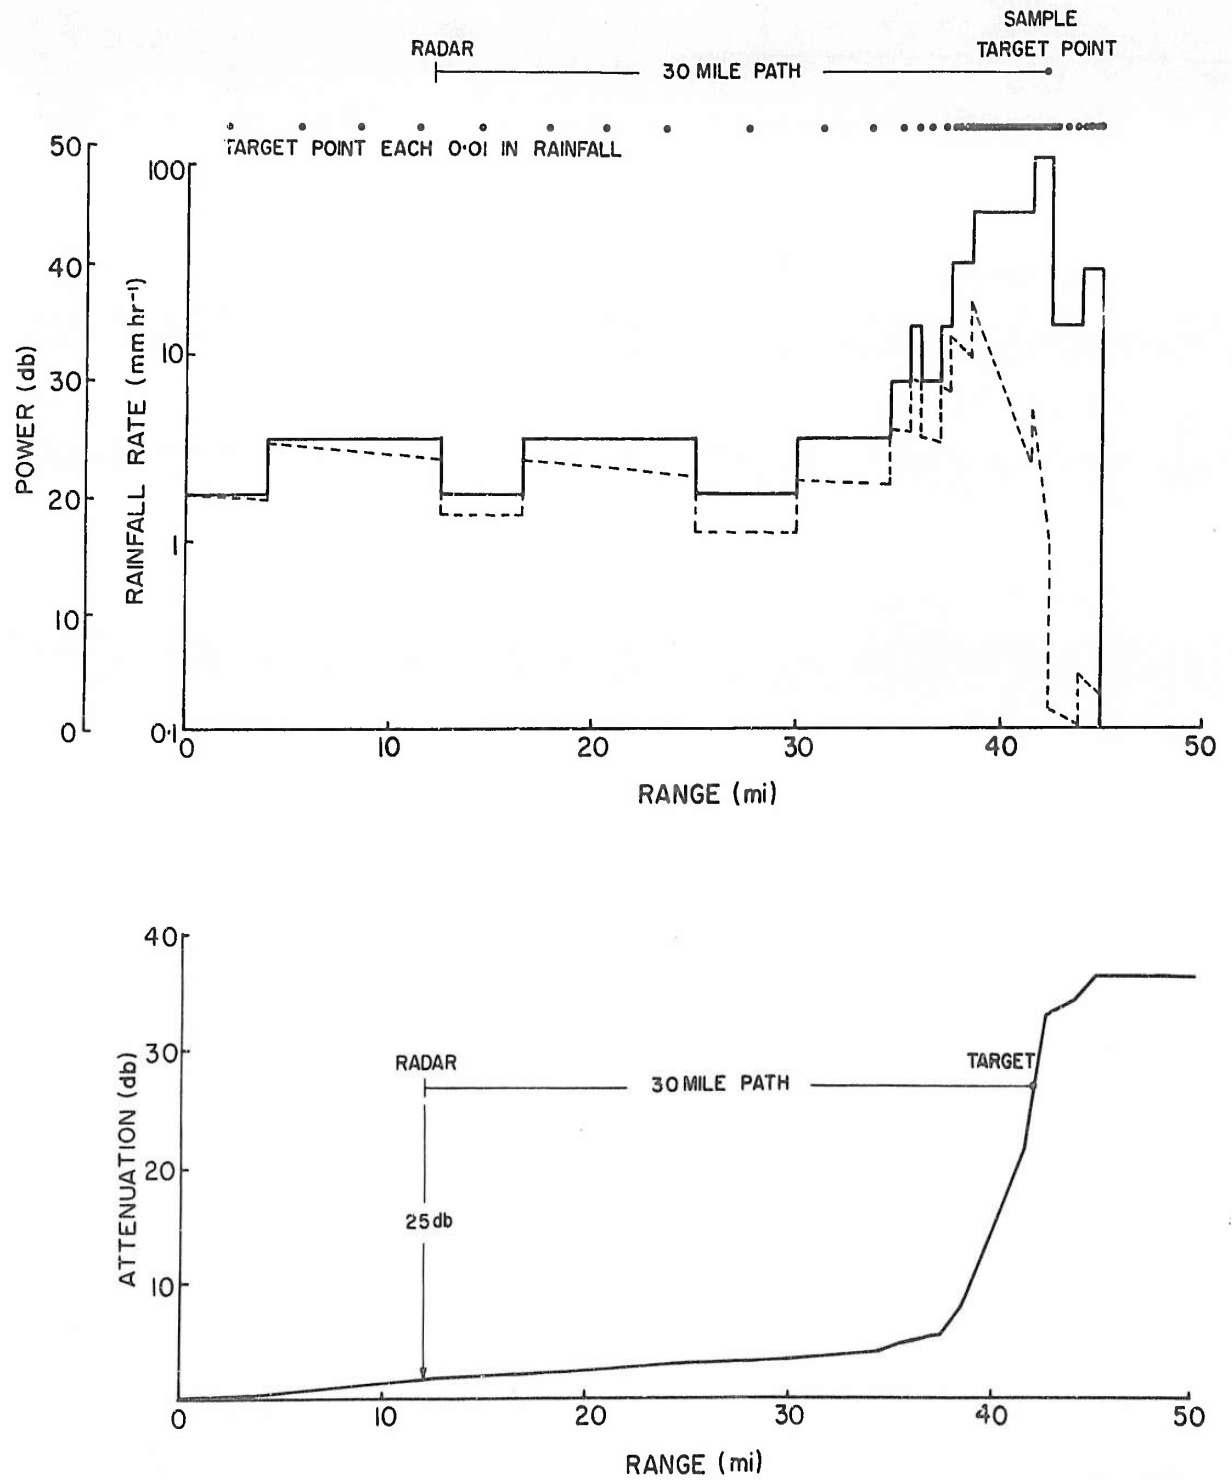 SAMPLE
RADAR TARGET POINT
30 MILE PATH
TARGET POINT EACH 0·01 IN RAINFALL
POWER (db)
50
40
30
20
10
0
RAINFALL RATE (mm hr⁻¹)
100
10
1
0·1
0 10 20 30 40 50
RANGE (mi)
ATTENUATION (db)
40
30
20
10
RADAR TARGET
30 MILE PATH
25 db
0 10 20 30 40 50
RANGE (mi)